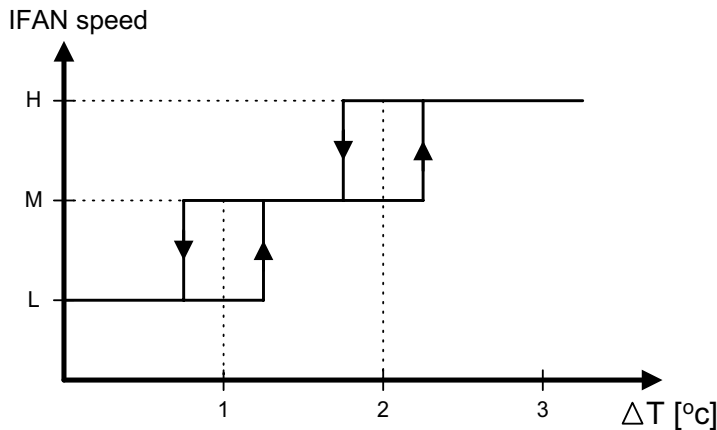 IFAN speed
H
M
L
1 2 3
△T [ºc]